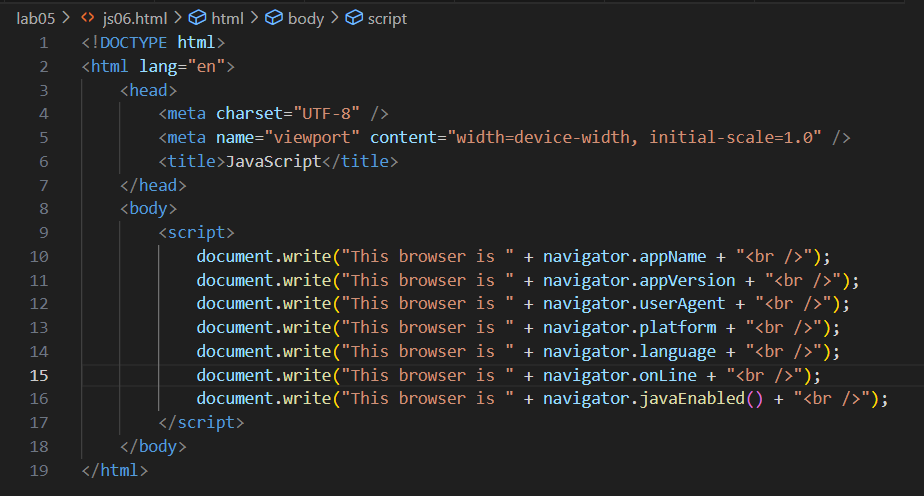 lab05 > <> js06.html > html > body > script
1 <!DOCTYPE html>
2 <html lang="en">
3 <head>
4 <meta charset="UTF-8" />
5 <meta name="viewport" content="width=device-width, initial-scale=1.0" />
6 <title>JavaScript</title>
7 </head>
8 <body>
9 <script>
10 document.write("This browser is " + navigator.appName + "<br />");
11 document.write("This browser is " + navigator.appVersion + "<br />");
12 document.write("This browser is " + navigator.userAgent + "<br />");
13 document.write("This browser is " + navigator.platform + "<br />");
14 document.write("This browser is " + navigator.language + "<br />");
15 document.write("This browser is " + navigator.onLine + "<br />");
16 document.write("This browser is " + navigator.javaEnabled() + "<br />");
17 </script>
18 </body>
19 </html>